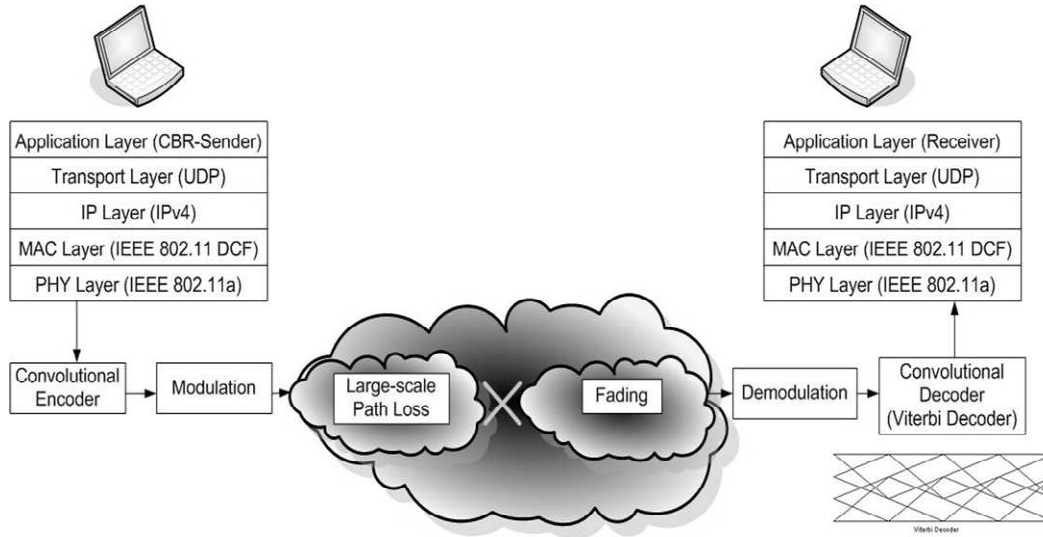 Application Layer (CBR-Sender)
Transport Layer (UDP)
IP Layer (IPv4)
MAC Layer (IEEE 802.11 DCF)
PHY Layer (IEEE 802.11a)
Application Layer (Receiver)
Transport Layer (UDP)
IP Layer (IPv4)
MAC Layer (IEEE 802.11 DCF)
PHY Layer (IEEE 802.11a)
Convolutional
Encoder
Modulation
Large-scale
Path Loss
Fading
Demodulation
Convolutional
Decoder
(Viterbi Decoder)
Viterbi Decoder